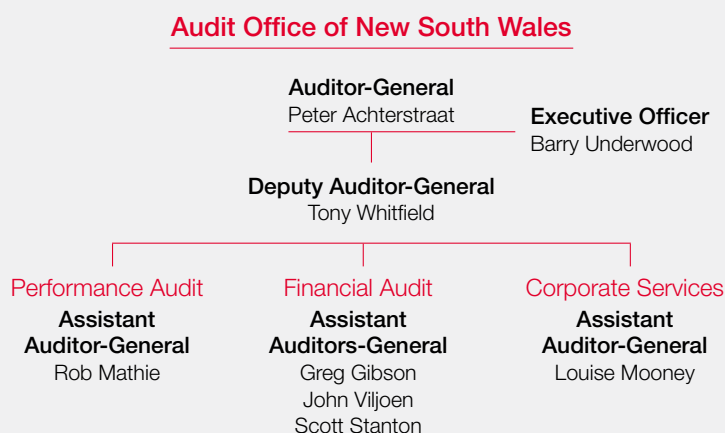 Audit Office of New South Wales
Auditor-General
Peter Achterstraat
Executive Officer
Barry Underwood
Deputy Auditor-General
Tony Whitfield
Performance Audit
Assistant
Auditor-General
Rob Mathie
Financial Audit
Assistant
Auditors-General
Greg Gibson
John Viljoen
Scott Stanton
Corporate Services
Assistant
Auditor-General
Louise Mooney